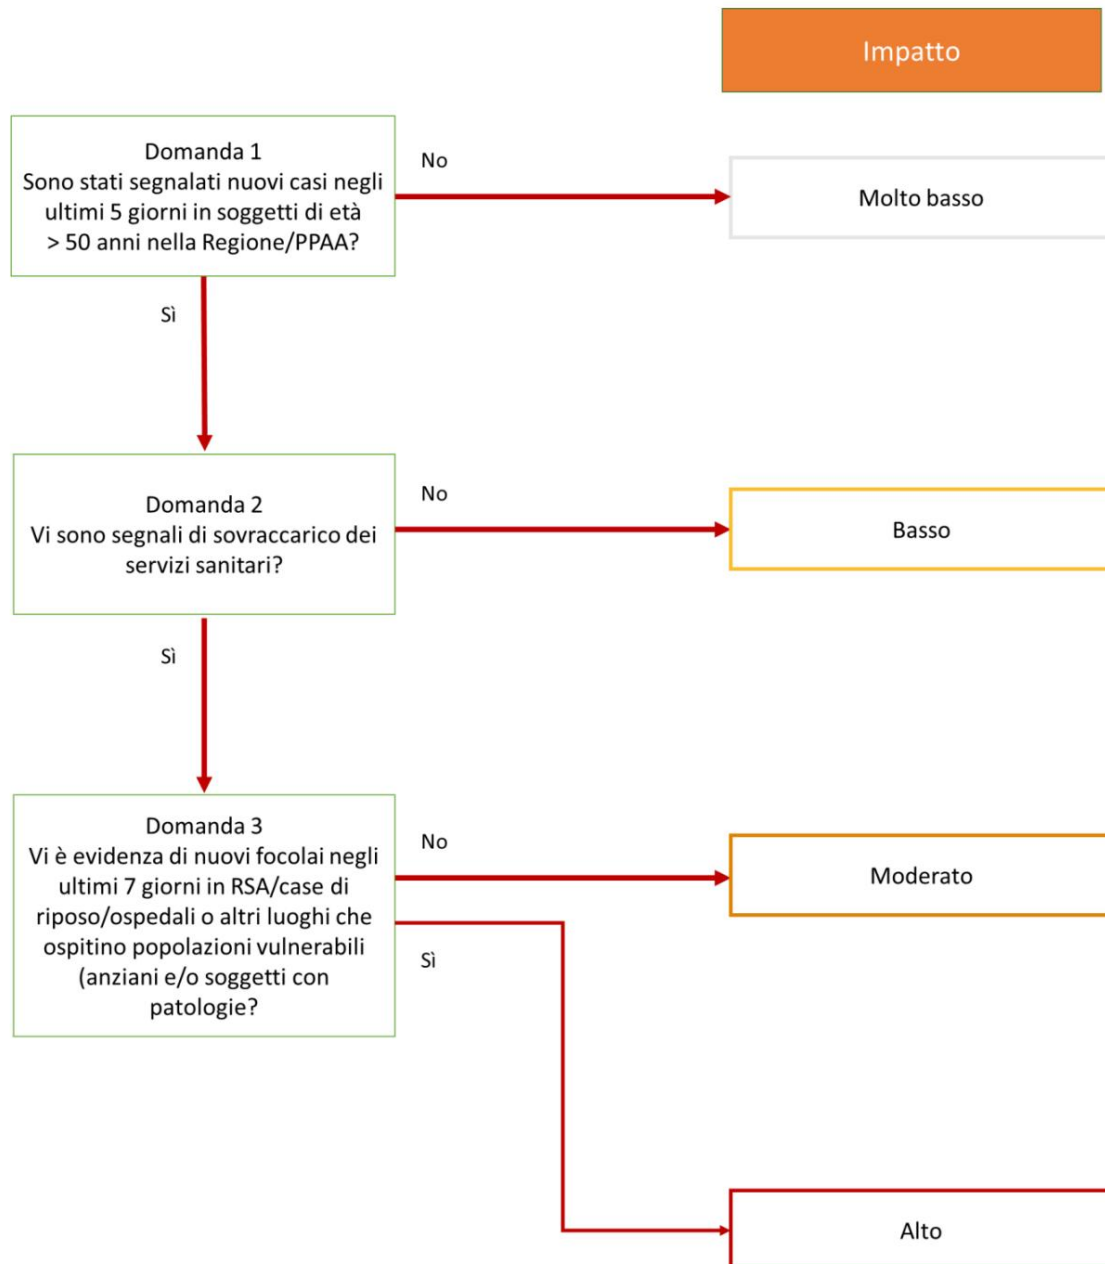 Impatto
Domanda 1
Sono stati segnalati nuovi casi negli
ultimi 5 giorni in soggetti di età
> 50 anni nella Regione/PPAA?
No
Molto basso
Sì
Domanda 2
Vi sono segnali di sovraccarico dei
servizi sanitari?
No
Basso
Sì
Domanda 3
Vi è evidenza di nuovi focolai negli
ultimi 7 giorni in RSA/case di
riposo/ospedali o altri luoghi che
ospitino popolazioni vulnerabili
(anziani e/o soggetti con
patologie?
No
Moderato
Sì
Alto